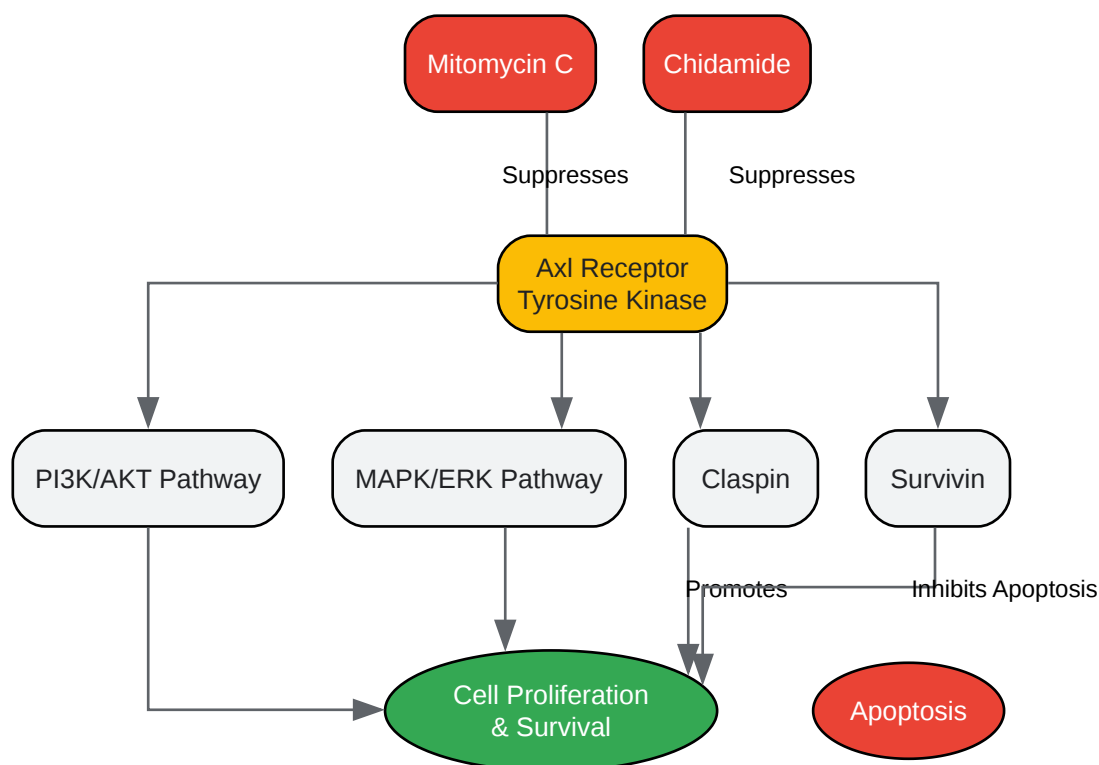 Mitomycin C
Chidamide
Suppresses
Suppresses
Axl Receptor
Tyrosine Kinase
PI3K/AKT Pathway
MAPK/ERK Pathway
Claspin
Survivin
Promotes
Inhibits Apoptosis
Cell Proliferation
& Survival
Apoptosis